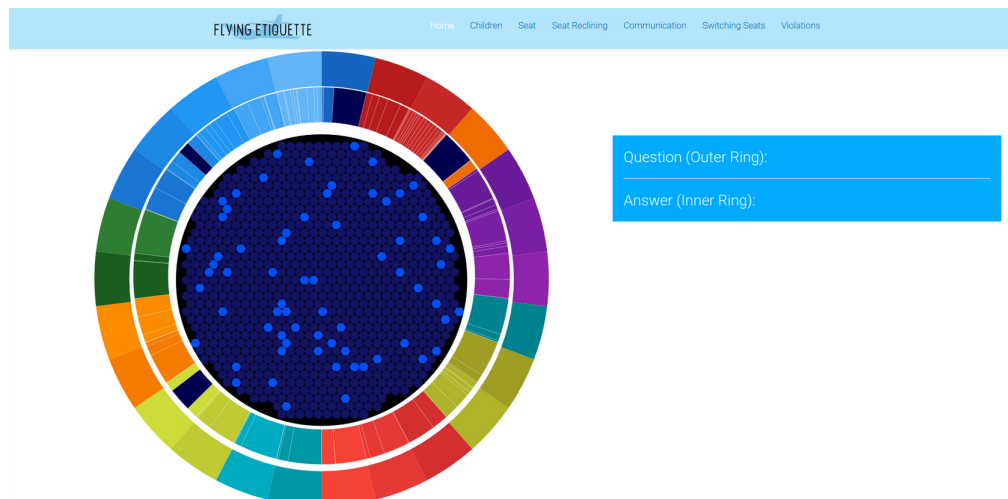 FLYING ETIQUETTE
Home Children Seat Seat Reclining Communication Switching Seats Violations
Question (Outer Ring):
Answer (Inner Ring):